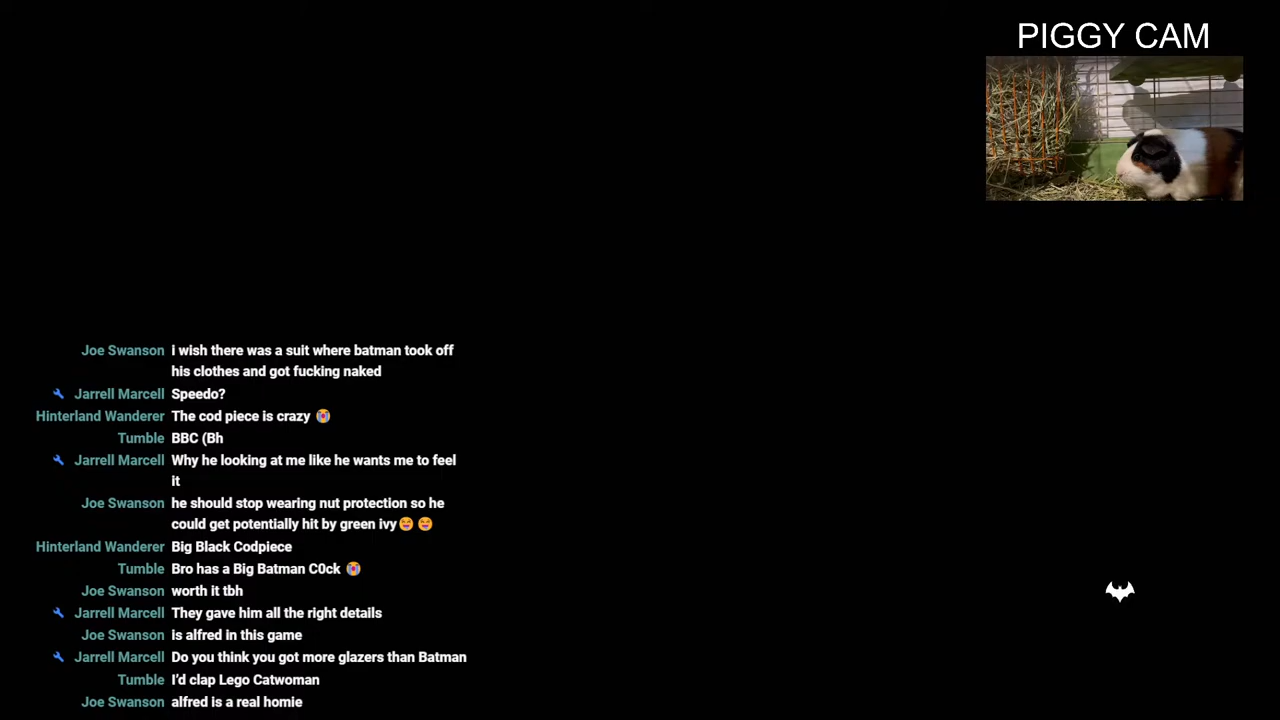 PIGGY CAM
Joe Swanson i wish there was a suit where batman took off
his clothes and got fucking naked
Jarrell Marcell Speedo?
Hinterland Wanderer The cod piece is crazy 😭
Tumble BBC (Bh
Jarrell Marcell Why he looking at me like he wants me to feel
it
Joe Swanson he should stop wearing nut protection so he
could get potentially hit by green ivy😄 😄
Hinterland Wanderer Big Black Codpiece
Tumble Bro has a Big Batman C0ck 😭
Joe Swanson worth it tbh
Jarrell Marcell They gave him all the right details
Joe Swanson is alfred in this game
Jarrell Marcell Do you think you got more glazers than Batman
Tumble I’d clap Lego Catwoman
Joe Swanson alfred is a real homie